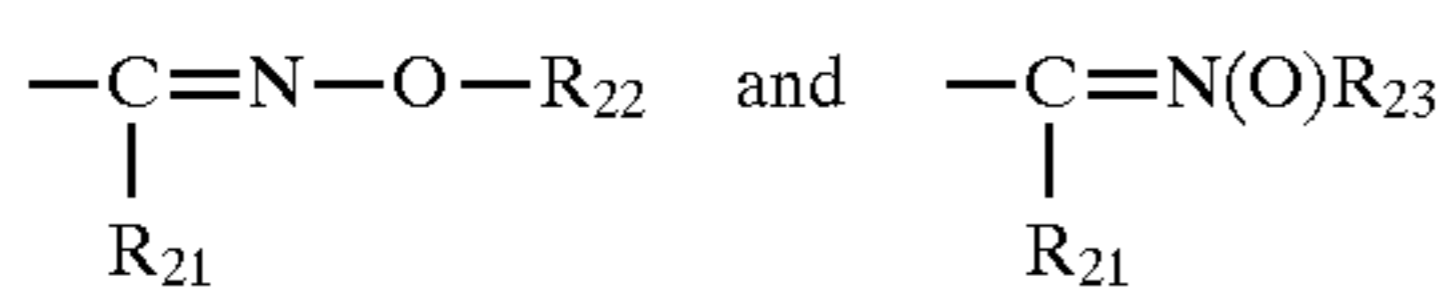 —C=N—O—R₂₂ and —C=N(O)R₂₃
R₂₁ R₂₁